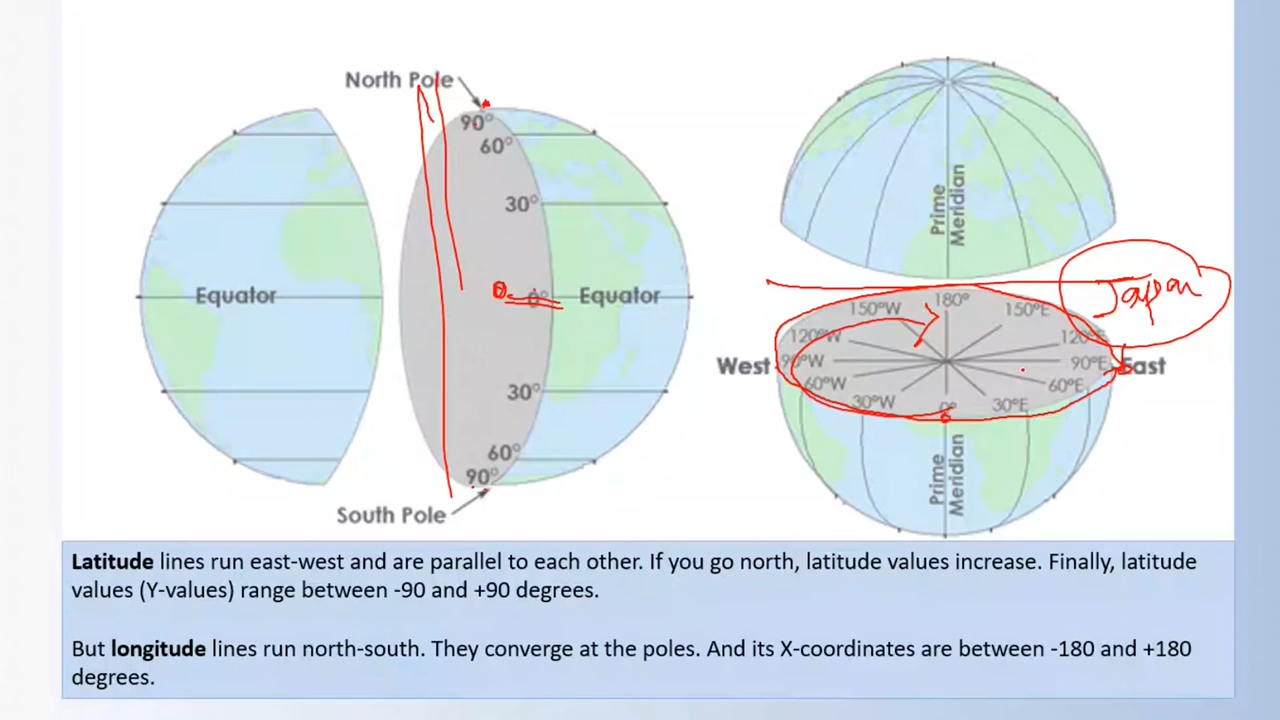 North Pole
90°
60°
30°
0°
30°
60°
90°
South Pole
Equator
Equator
Prime
Meridian
180°
150°W
150°E
120°W
120°E
West
90°W
90°E
East
60°W
60°E
30°W
0°
30°E
Prime
Meridian
Japan
Latitude lines run east-west and are parallel to each other. If you go north, latitude values increase. Finally, latitude
values (Y-values) range between -90 and +90 degrees.
But longitude lines run north-south. They converge at the poles. And its X-coordinates are between -180 and +180
degrees.